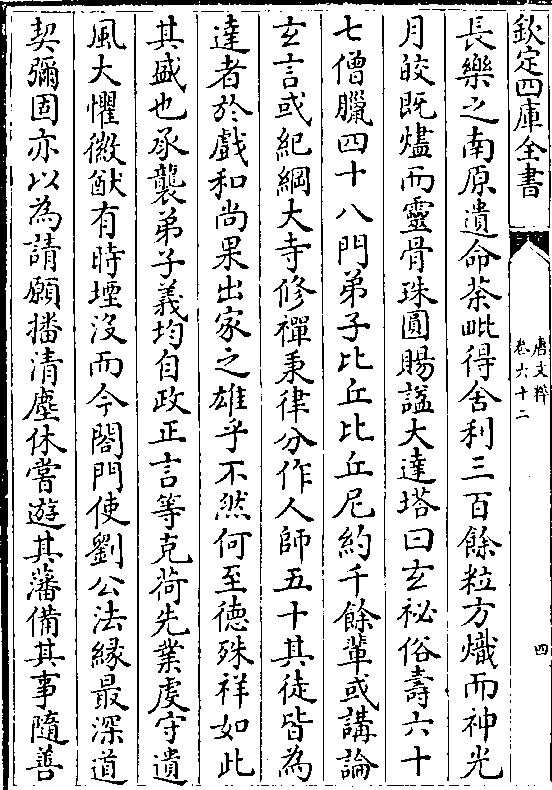 欽定四庫全書
唐文粹
卷六十二
四
長樂之南原遺命茶毗得舍利三百餘粒方熾而神光
月皎既燼而靈骨珠圓賜諡大達塔曰玄祕俗壽六十
七僧臘四十八門弟子比丘比丘尼約千餘輩或講論
玄言或紀綱大寺修禪秉律分作人師五十其徒皆為
達者於戲和尚果出家之雄乎不然何至德殊祥如此
其盛也承襲弟子義均自政正言等克荷先業虔守遺
風大懼徽猷有時堙沒而今閤門使劉公法緣最深道
契彌固亦以為請願播清塵休嘗遊其藩備其事隨善